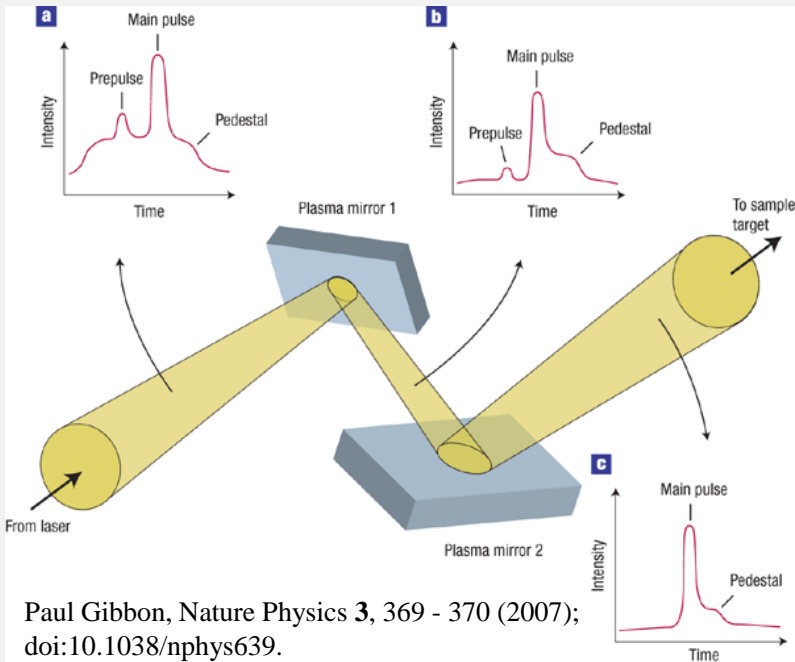 a
Main pulse
Prepulse
Pedestal
Intensity
Time
b
Main pulse
Prepulse
Pedestal
Intensity
Time
Plasma mirror 1
To sample
target
From laser
Plasma mirror 2
c
Main pulse
Pedestal
Intensity
Time
Paul Gibbon, Nature Physics 3, 369 - 370 (2007);
doi:10.1038/nphys639.